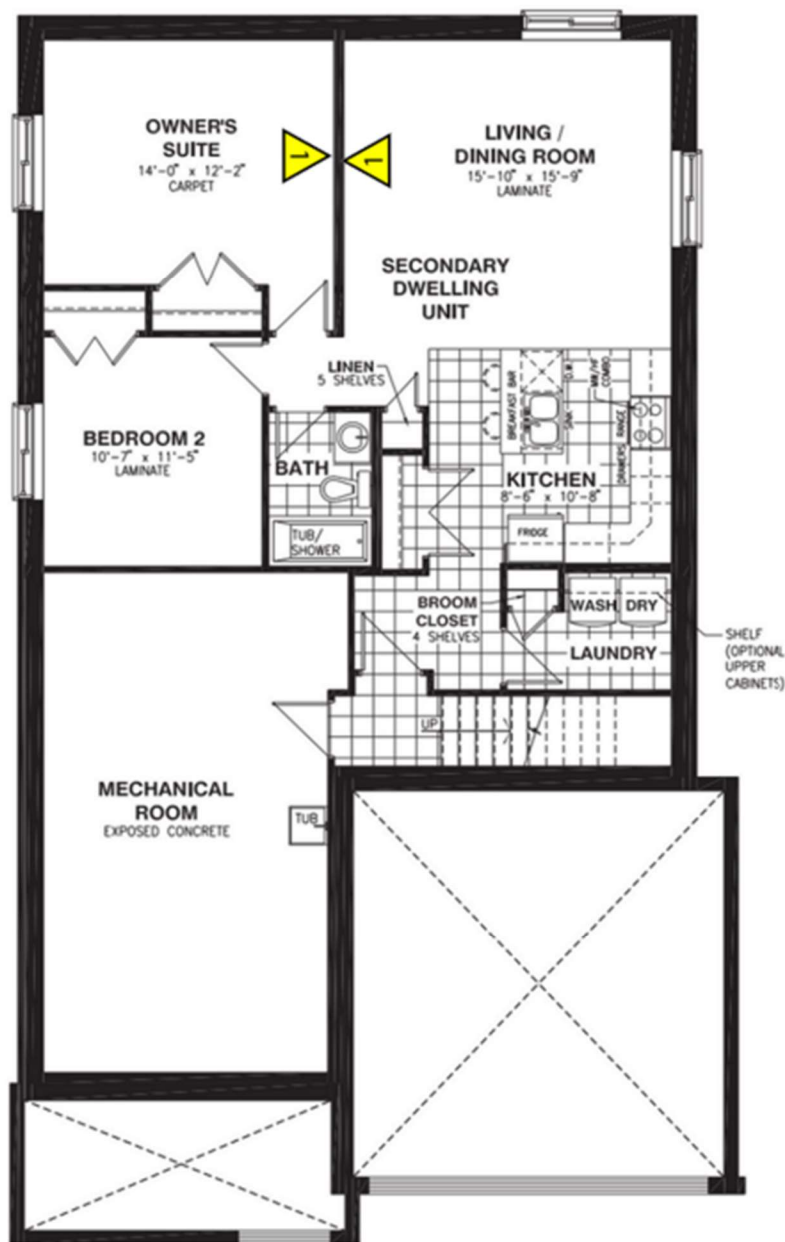 OWNER'S
SUITE
14'-0" x 12'-2"
CARPET
1
1
LIVING /
DINING ROOM
15'-10" x 15'-9"
LAMINATE
SECONDARY
DWELLING
UNIT
LINEN
5 SHELVES
BREAKFAST BAR
D.W.
SINK
MW/HF
COMBO
RANGE
DRAWERS
BEDROOM 2
10'-7" x 11'-5"
LAMINATE
BATH
TUB/
SHOWER
KITCHEN
8'-6" x 10'-8"
FRIDGE
BROOM
CLOSET
4 SHELVES
WASH
DRY
LAUNDRY
SHELF
(OPTIONAL
UPPER
CABINETS)
UP
MECHANICAL
ROOM
EXPOSED CONCRETE
TUB